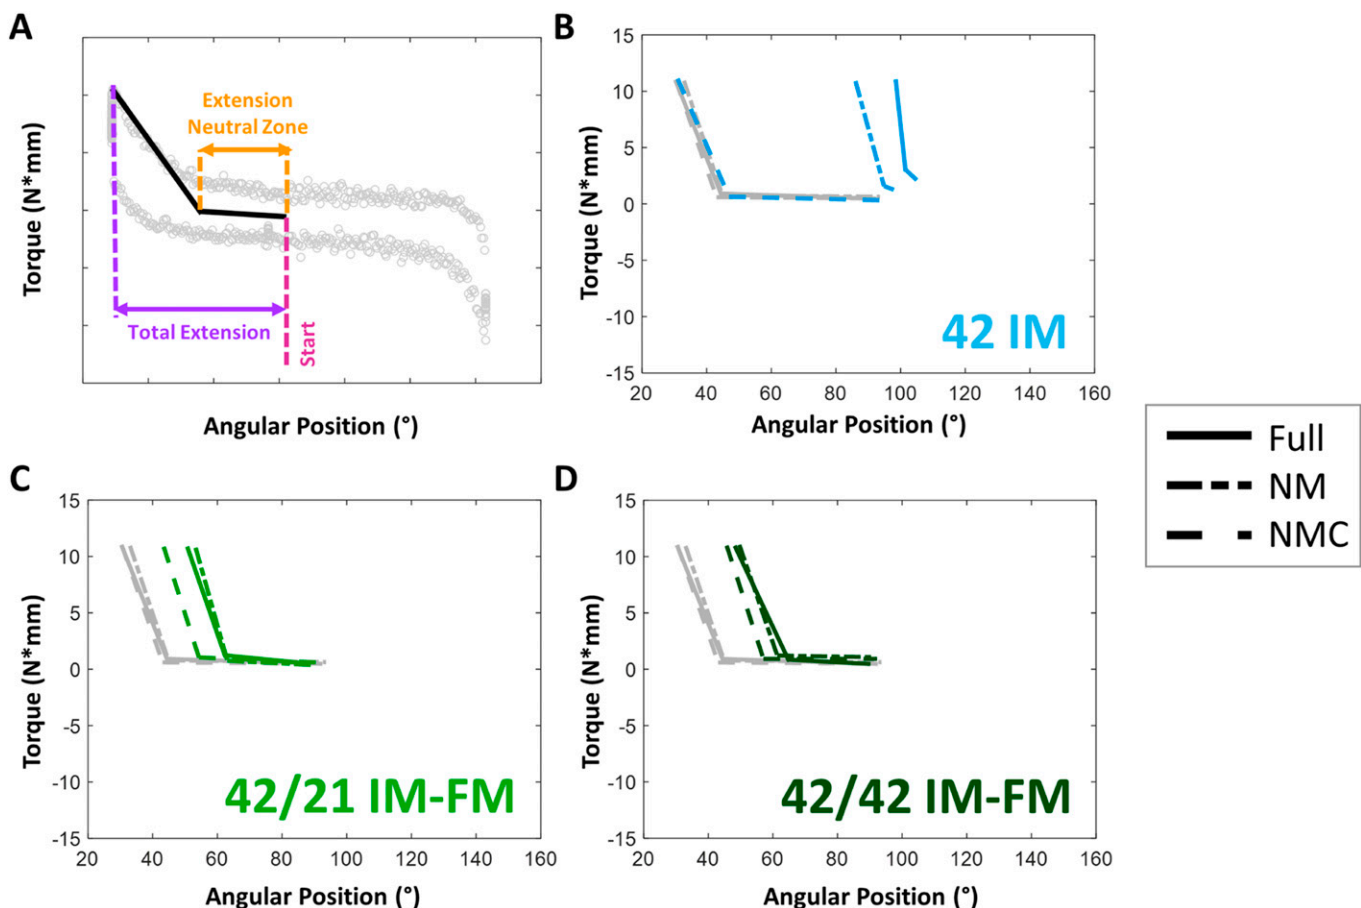 A
Torque (N*mm)
Extension
Neutral Zone
Total Extension
Start
Angular Position (°)
B
Torque (N*mm)
15
10
5
0
-5
-10
-15
42 IM
20 40 60 80 100 120 140 160
Angular Position (°)
Full
NM
NMC
C
Torque (N*mm)
15
10
5
0
-5
-10
-15
42/21 IM-FM
20 40 60 80 100 120 140 160
Angular Position (°)
D
Torque (N*mm)
15
10
5
0
-5
-10
-15
42/42 IM-FM
20 40 60 80 100 120 140 160
Angular Position (°)